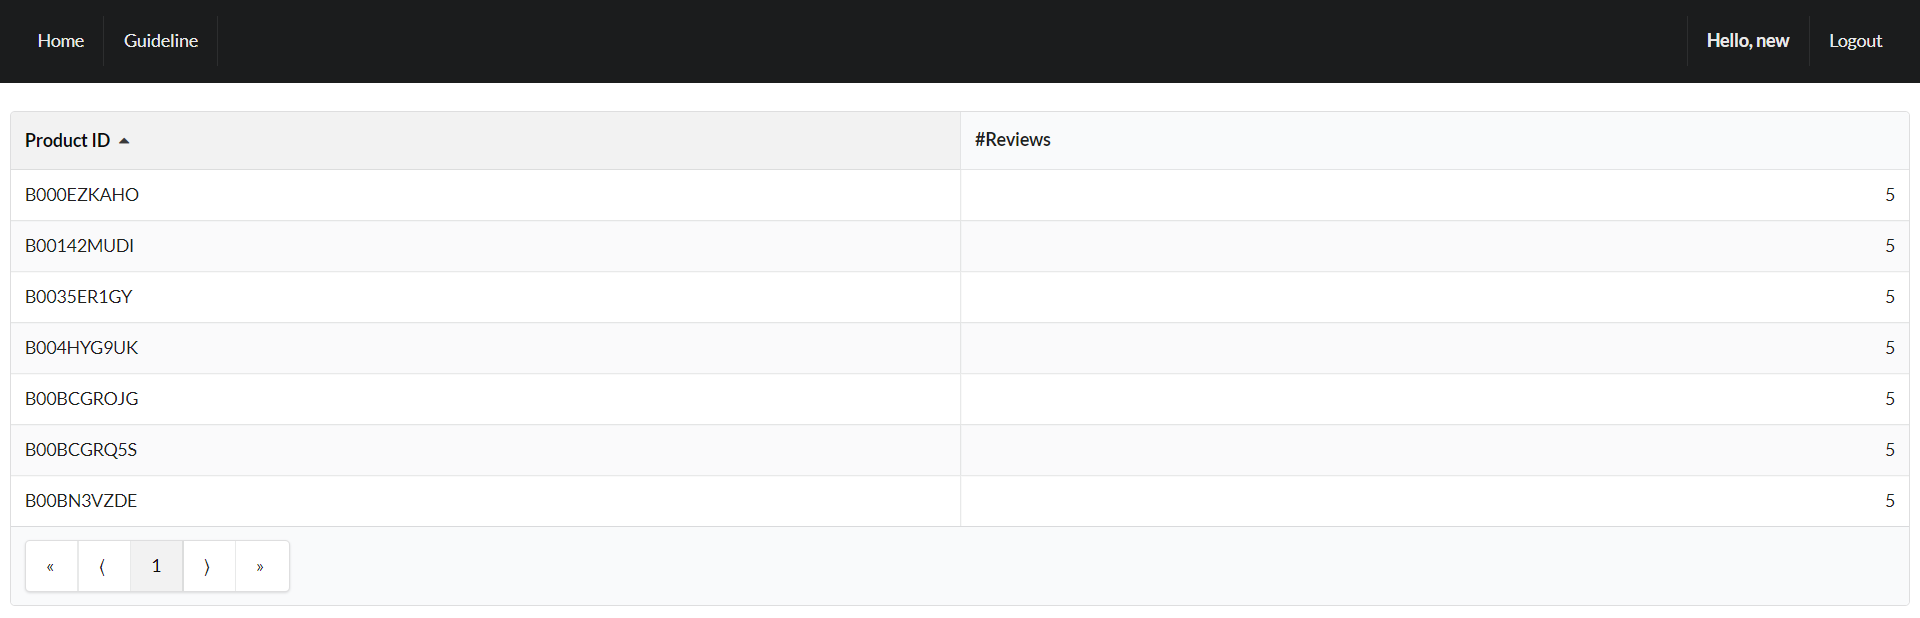 Home Guideline Hello, new Logout
Product ID #Reviews
B000EZKAHO 5
B00142MUDI 5
B0035ER1GY 5
B004HYG9UK 5
B00BCGROJG 5
B00BCGRQ5S 5
B00BN3VZDE 5
« ⟨ 1 ⟩ »